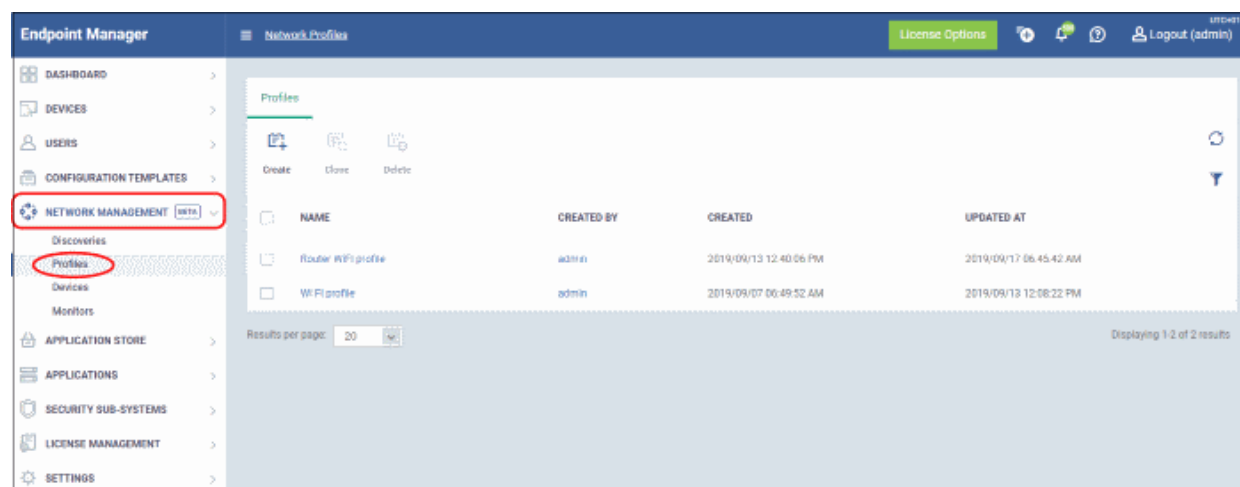 Endpoint Manager
Network Profiles
License Options
Logout (admin)
DASHBOARD
DEVICES
USERS
CONFIGURATION TEMPLATES
NETWORK MANAGEMENT BETA
Discoveries
Profiles
Devices
Monitors
APPLICATION STORE
APPLICATIONS
SECURITY SUB-SYSTEMS
LICENSE MANAGEMENT
SETTINGS
Profiles
Create Clone Delete
NAME CREATED BY CREATED UPDATED AT
Router WiFi profile admin 2019/09/13 12:40:06 PM 2019/09/17 06:45:42 AM
Wi Fi profile admin 2019/09/07 06:49:52 AM 2019/09/13 12:08:22 PM
Results per page: 20
Displaying 1-2 of 2 results